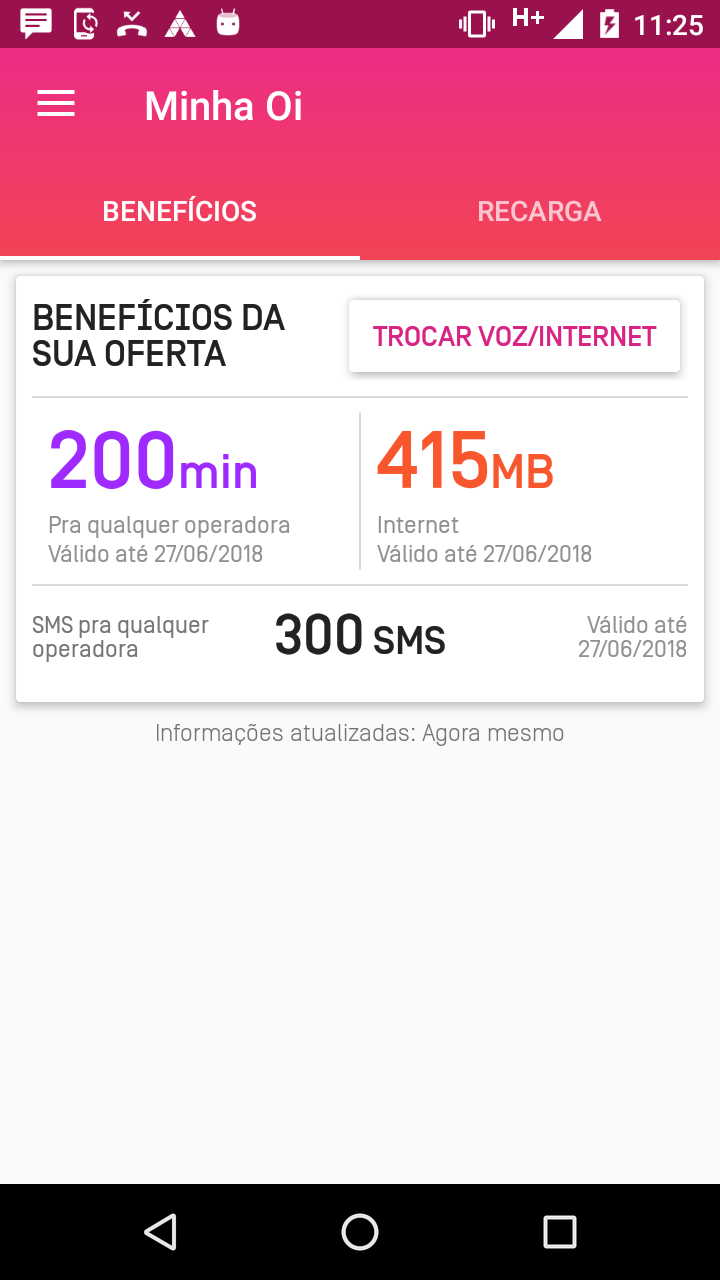 H+ 11:25
Minha Oi
BENEFÍCIOS RECARGA
BENEFÍCIOS DA
SUA OFERTA
TROCAR VOZ/INTERNET
200min
Pra qualquer operadora
Válido até 27/06/2018
415MB
Internet
Válido até 27/06/2018
SMS pra qualquer
operadora
300 SMS
Válido até
27/06/2018
Informações atualizadas: Agora mesmo